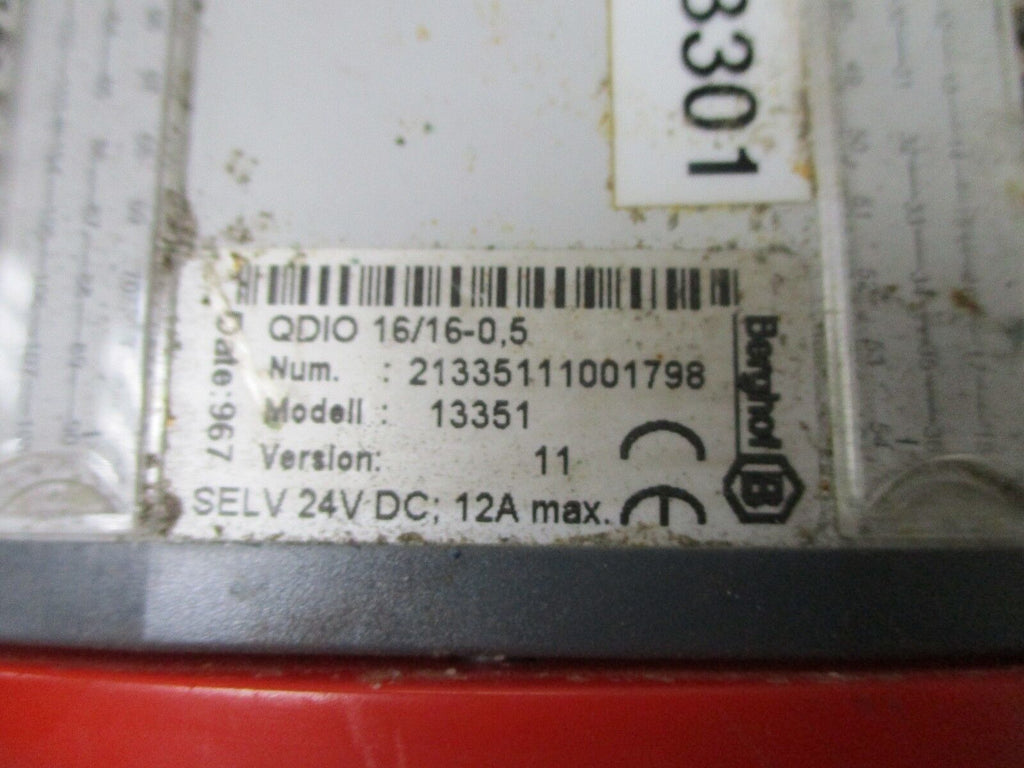 3301
QDIO 16/16-0,5
Num. : 21335111001798
Modell : 13351
Version: 11
SELV 24V DC; 12A max.
CE
Date:967
Berghof
B